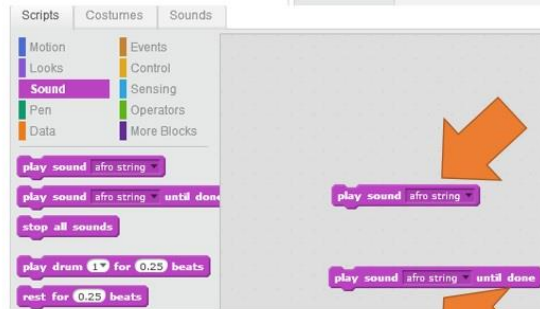 Scripts Costumes Sounds
Motion Events
Looks Control
Sound Sensing
Pen Operators
Data More Blocks
play sound afro string
play sound afro string until done
stop all sounds
play drum 1 for 0.25 beats
rest for 0.25 beats
play sound afro string
play sound afro string until done